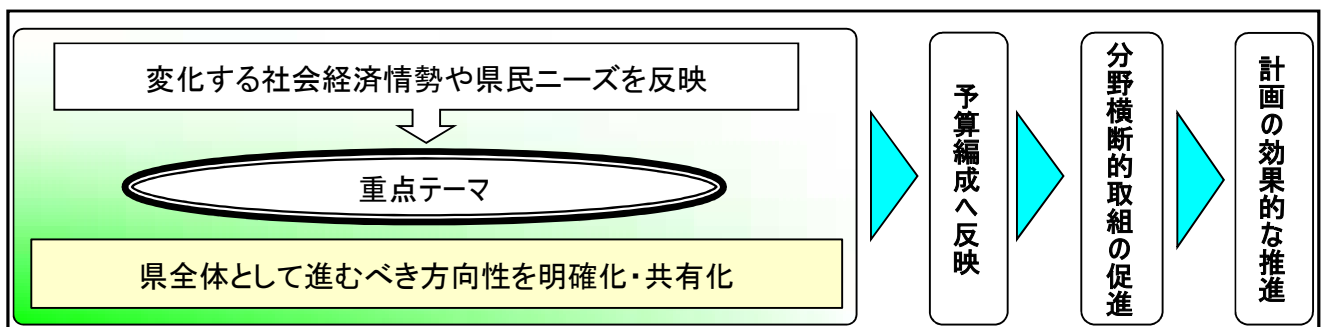 変化する社会経済情勢や県民ニーズを反映
重点テーマ
県全体として進むべき方向性を明確化・共有化
予算編成へ反映
分野横断的取組の促進
計画の効果的な推進